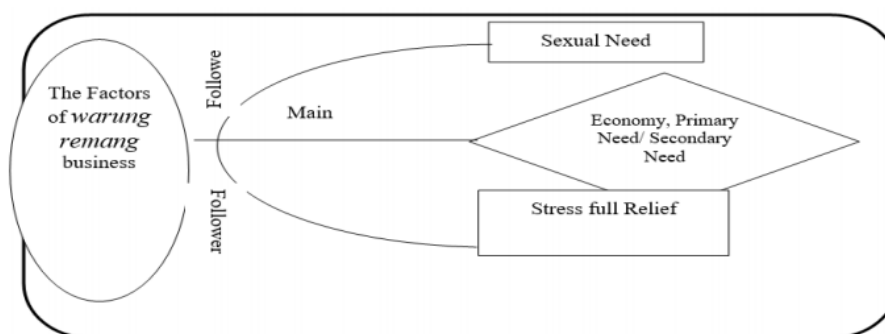 The Factors
of warung
remang
business
Followe
Main
Follower
Sexual Need
Economy, Primary
Need/ Secondary
Need
Stress full Relief